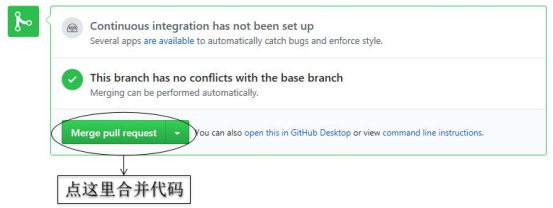 Continuous integration has not been set up
Several apps are available to automatically catch bugs and enforce style.
This branch has no conflicts with the base branch
Merging can be performed automatically.
Merge pull request
You can also open this in GitHub Desktop or view command line instructions.
点这里合并代码